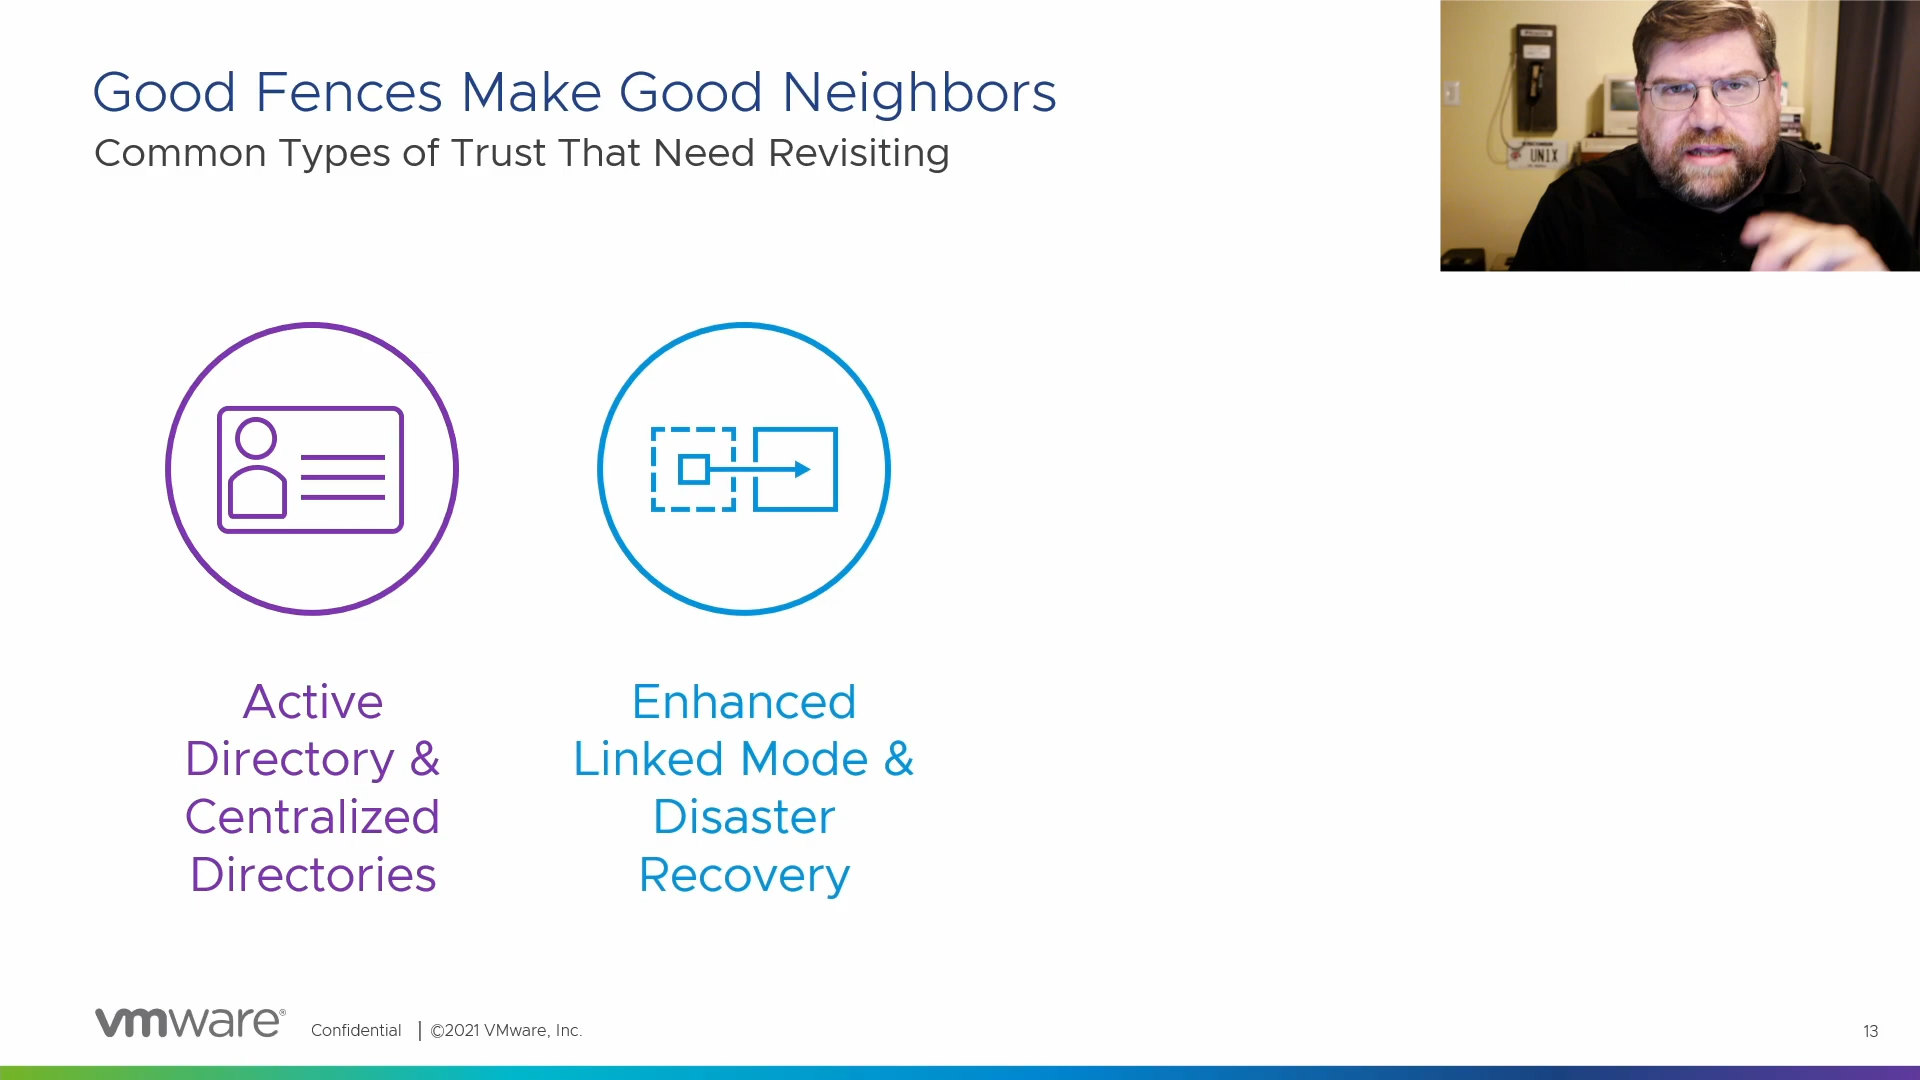 Good Fences Make Good Neighbors
Common Types of Trust That Need Revisiting
UNIX
Active
Directory &
Centralized
Directories
Enhanced
Linked Mode &
Disaster
Recovery
vmware®
Confidential | ©2021 VMware, Inc.
13